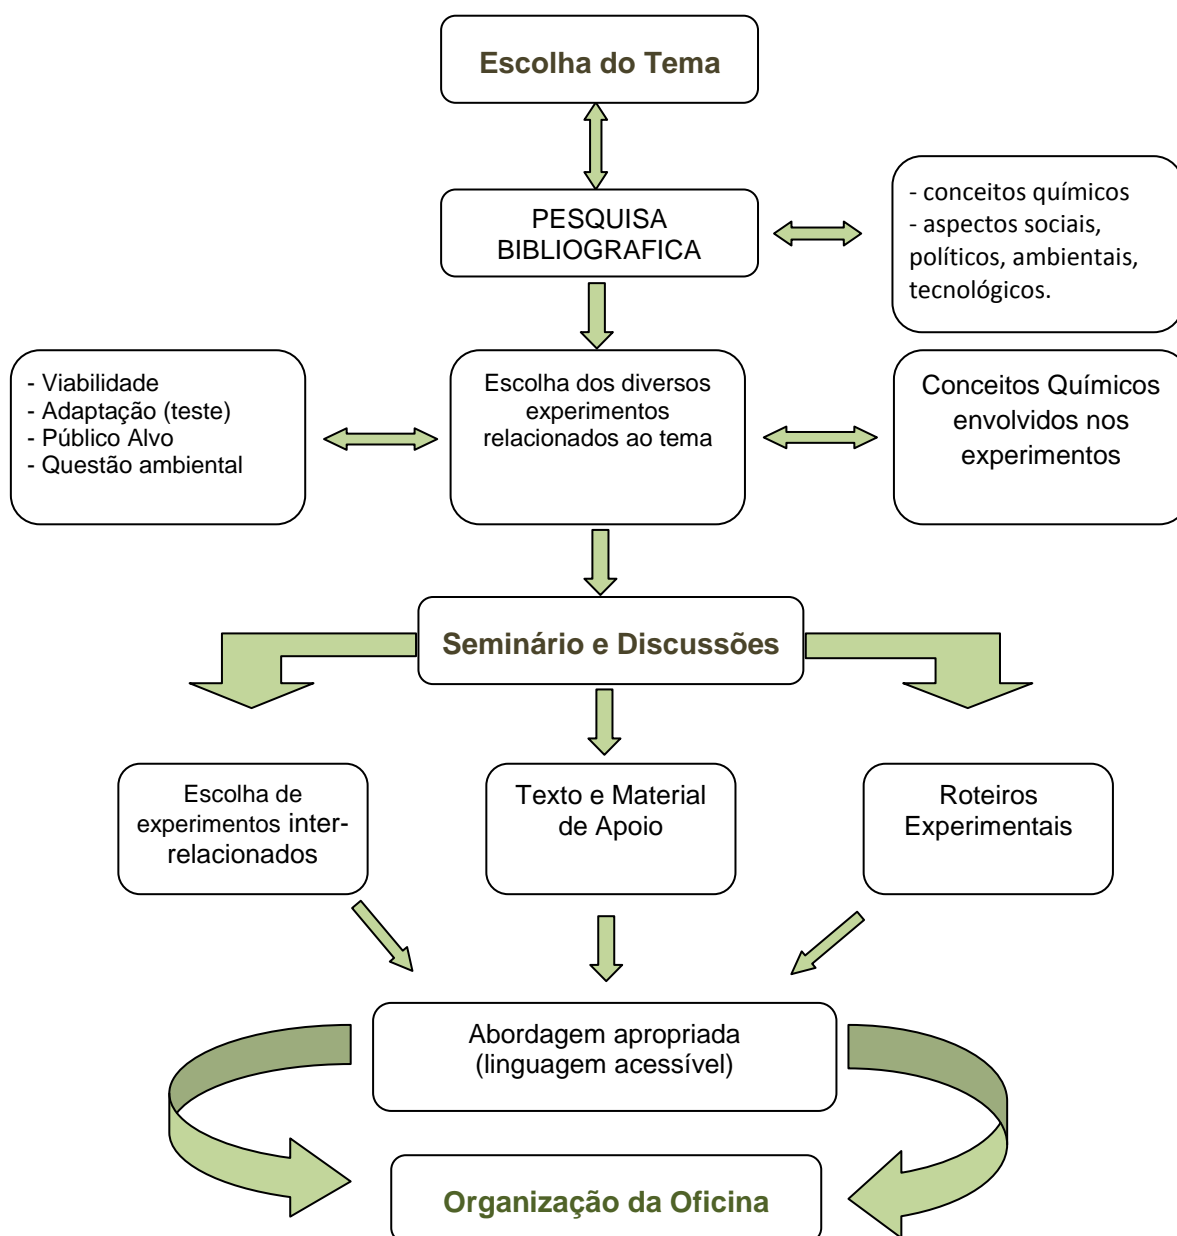 Escolha do Tema
PESQUISA
BIBLIOGRAFICA
- conceitos químicos
- aspectos sociais,
políticos, ambientais,
tecnológicos.
- Viabilidade
- Adaptação (teste)
- Público Alvo
- Questão ambiental
Escolha dos diversos
experimentos
relacionados ao tema
Conceitos Químicos
envolvidos nos
experimentos
Seminário e Discussões
Escolha de
experimentos inter-
relacionados
Texto e Material
de Apoio
Roteiros
Experimentais
Abordagem apropriada
(linguagem acessível)
Organização da Oficina